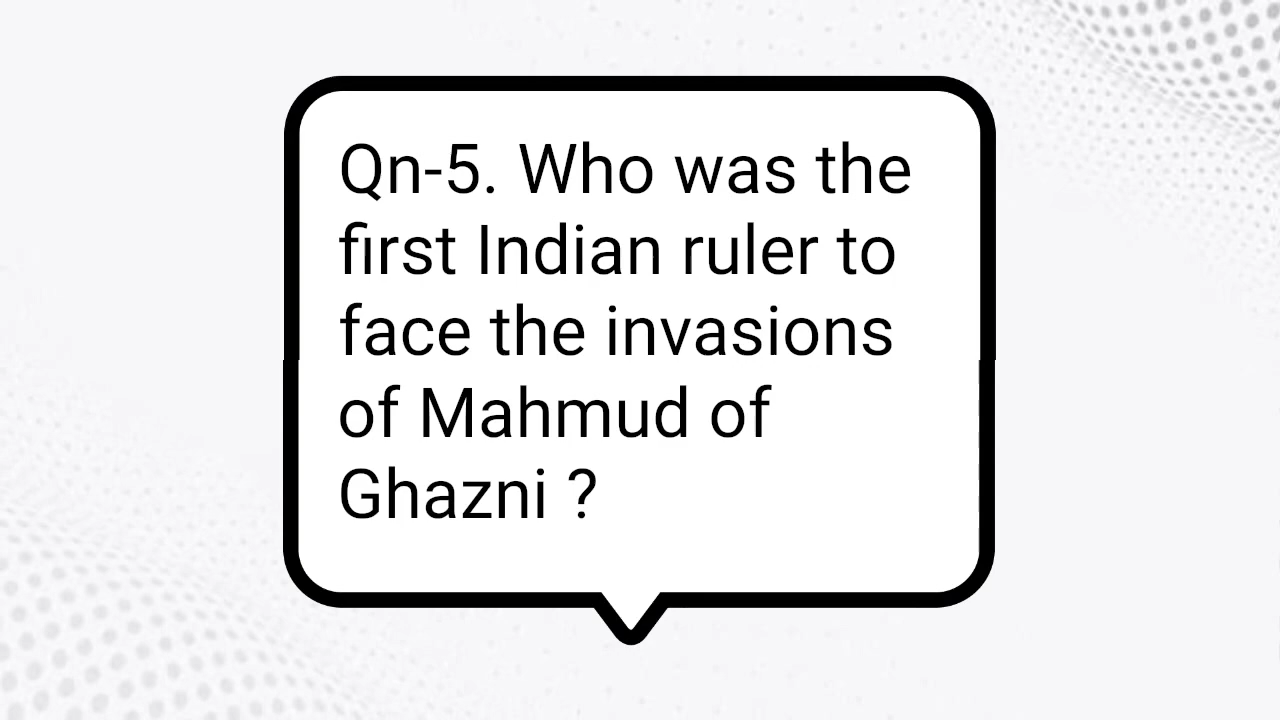 Qn-5. Who was the
first Indian ruler to
face the invasions
of Mahmud of
Ghazni ?